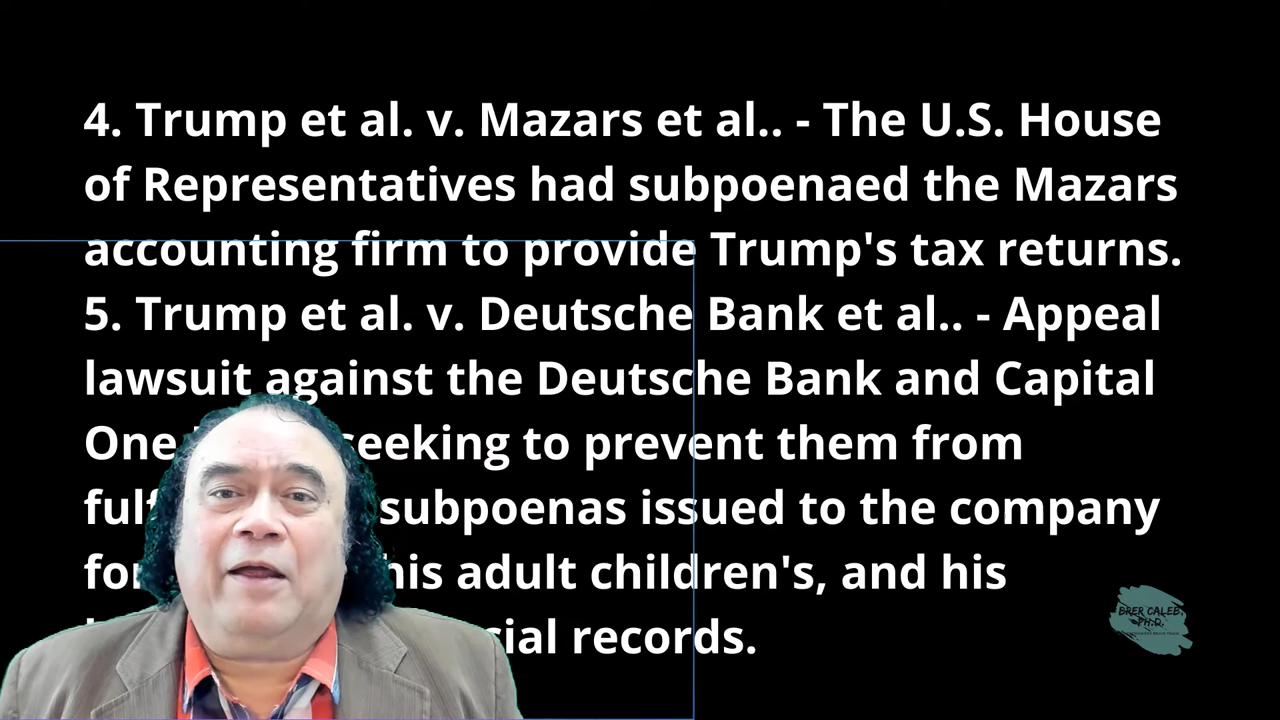 4. Trump et al. v. Mazars et al.. - The U.S. House
of Representatives had subpoenaed the Mazars
accounting firm to provide Trump's tax returns.
5. Trump et al. v. Deutsche Bank et al.. - Appeal
lawsuit against the Deutsche Bank and Capital
One seeking to prevent them from
subpoenas issued to the company
his adult children's, and his
records.
BRER CALEB,
PH.D.